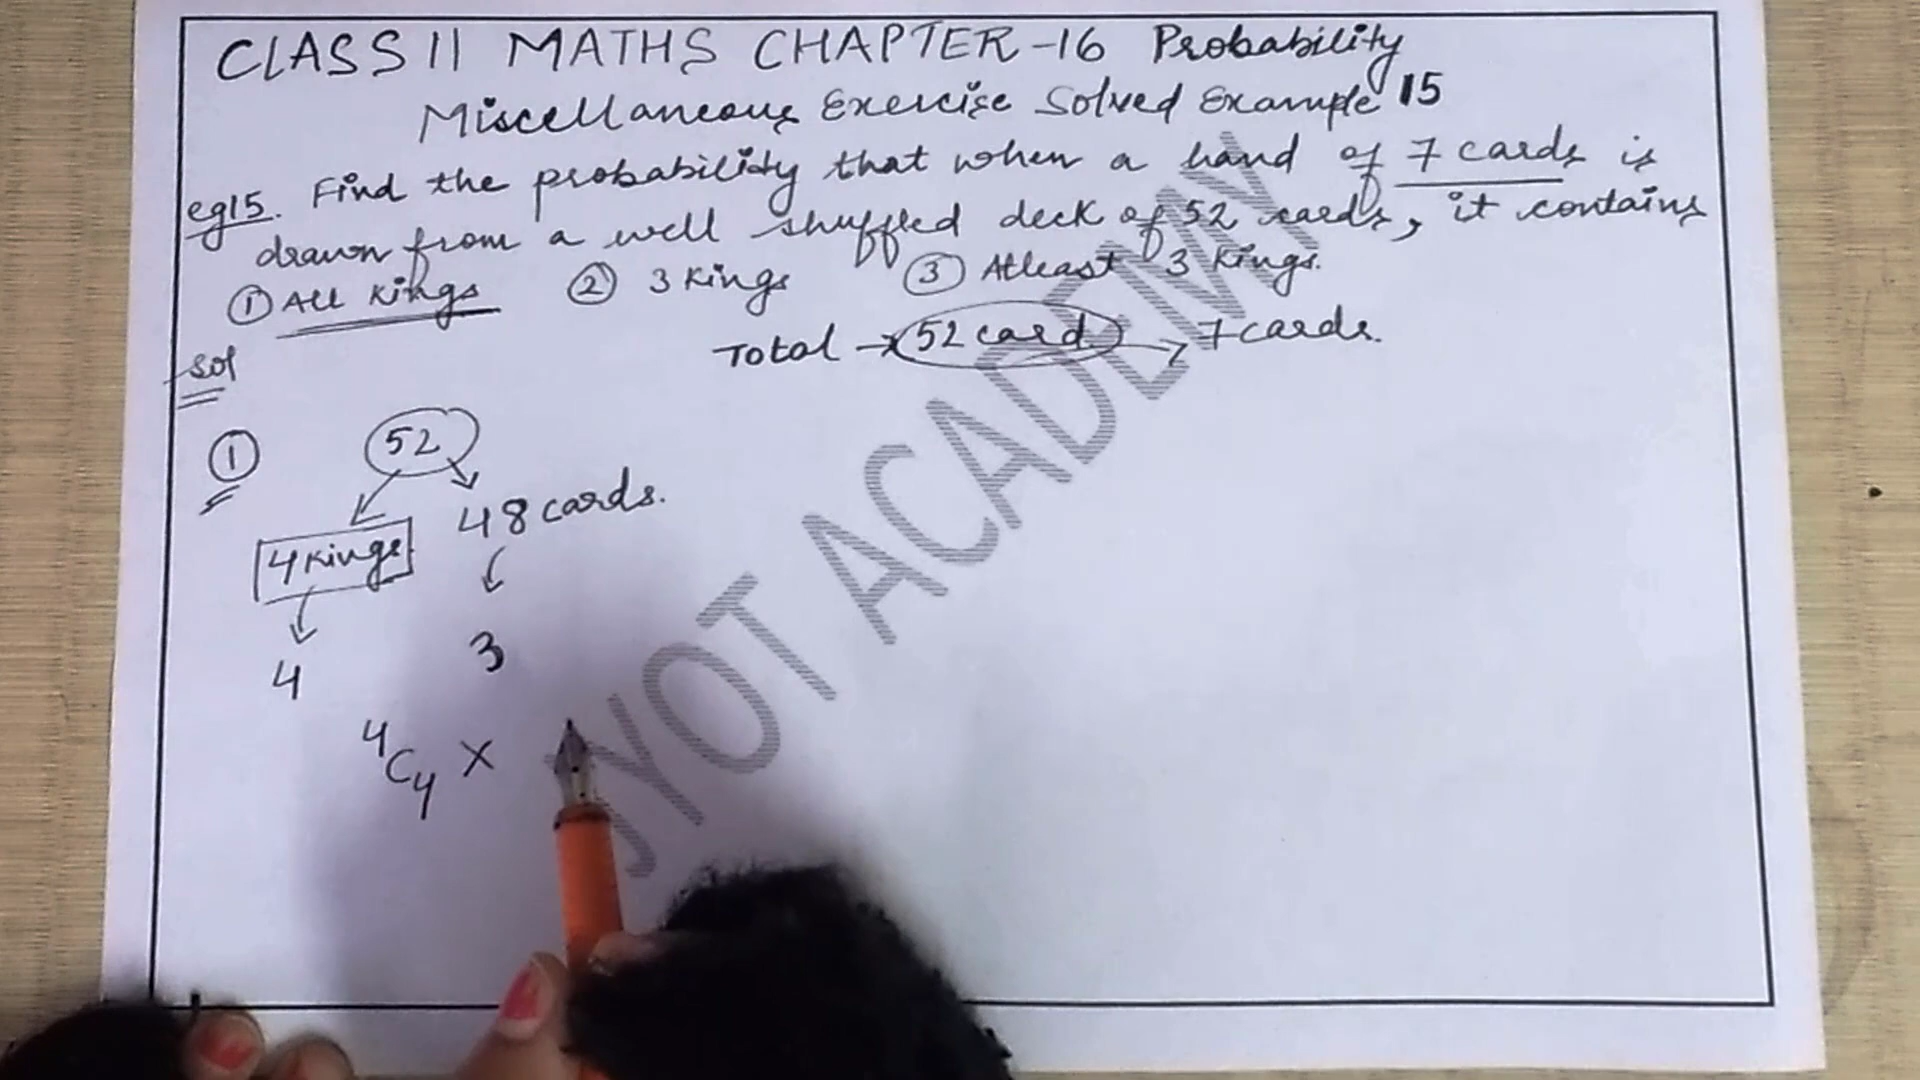 CLASS 11 MATHS CHAPTER-16 Probability
Miscellaneous Exercise Solved Example 15
eg15. Find the probability that when a hand of 7 cards is
drawn from a well shuffled deck of 52 cards, it contains
① All Kings ② 3 Kings ③ Atleast 3 Kings.
Total → 52 card → 7 cards.
Sol
① 52
4 Kings 48 cards.
4 3
⁴C₄ ×
JYOT ACADEMY